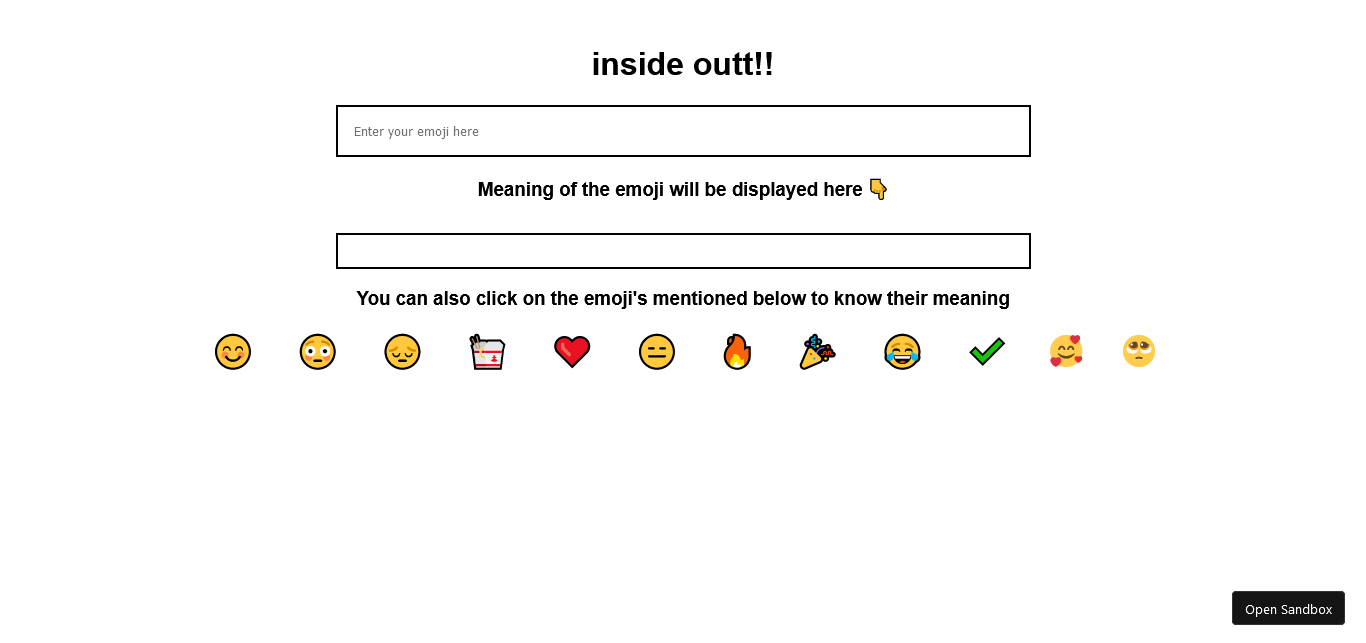 inside outt!!
Enter your emoji here
Meaning of the emoji will be displayed here 👇
You can also click on the emoji's mentioned below to know their meaning
😊 😳 😔 🥡 ❤️ 😑 🔥 🎉 😂 ✔️ 🥰 🥺
Open Sandbox